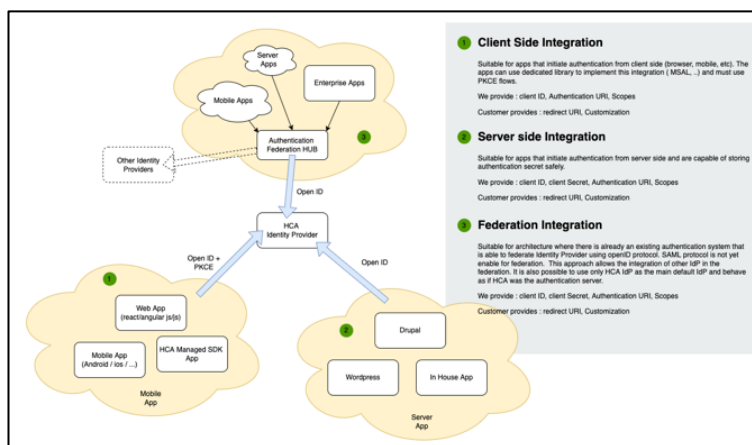 Server
Apps
Enterprise Apps
Mobile Apps
Authentication
Federation HUB
3
Other Identity
Providers
Open ID
HCA
Identity Provider
Open ID +
PKCE
Open ID
1
Web App
(react/angular js/js)
Mobile App
(Android / ios / ...)
HCA Managed SDK
App
Mobile
App
2
Drupal
Wordpress
In House App
Server
App
1 Client Side Integration
Suitable for apps that initiate authentication from client side (browser, mobile, etc). The
apps can use dedicated library to implement this integration ( MSAL, ..) and must use
PKCE flows.
We provide : client ID, Authentication URI, Scopes
Customer provides : redirect URI, Customization
2 Server side Integration
Suitable for apps that initiate authentication from server side and are capable of storing
authentication secret safely.
We provide : client ID, client Secret, Authentication URI, Scopes
Customer provides : redirect URI, Customization
3 Federation Integration
Suitable for architecture where there is already an existing authentication system that
is able to federate Identity Provider using openID protocol. SAML protocol is not yet
enable for federation. This approach allows the integration of other IdP in the
federation. It is also possible to use only HCA IdP as the main default IdP and behave
as if HCA was the authentication server.
We provide : client ID, client Secret, Authentication URI, Scopes
Customer provides : redirect URI, Customization